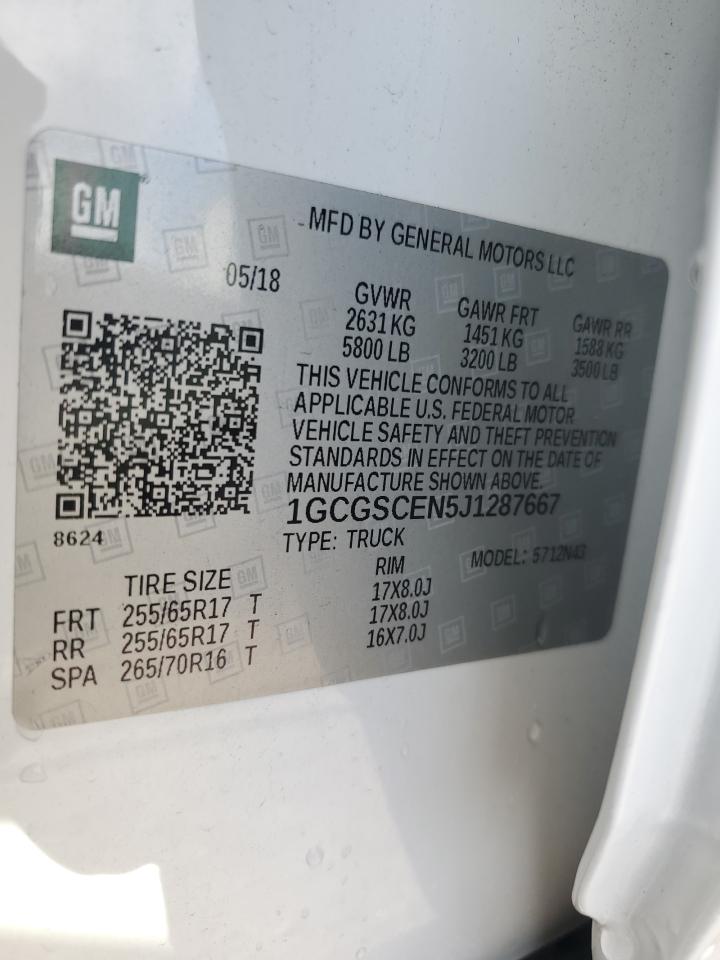 GM
MFD BY GENERAL MOTORS LLC
05/18
GVWR GAWR FRT GAWR RR
2631 KG 1451 KG 1588 KG
5800 LB 3200 LB 3500 LB
THIS VEHICLE CONFORMS TO ALL
APPLICABLE U.S. FEDERAL MOTOR
VEHICLE SAFETY AND THEFT PREVENTION
STANDARDS IN EFFECT ON THE DATE OF
MANUFACTURE SHOWN ABOVE.
1GCGSCEN5J1287667
8624
TYPE: TRUCK MODEL: 5712N43
TIRE SIZE RIM
FRT 255/65R17 T 17X8.0J
RR 255/65R17 T 17X8.0J
SPA 265/70R16 T 16X7.0J